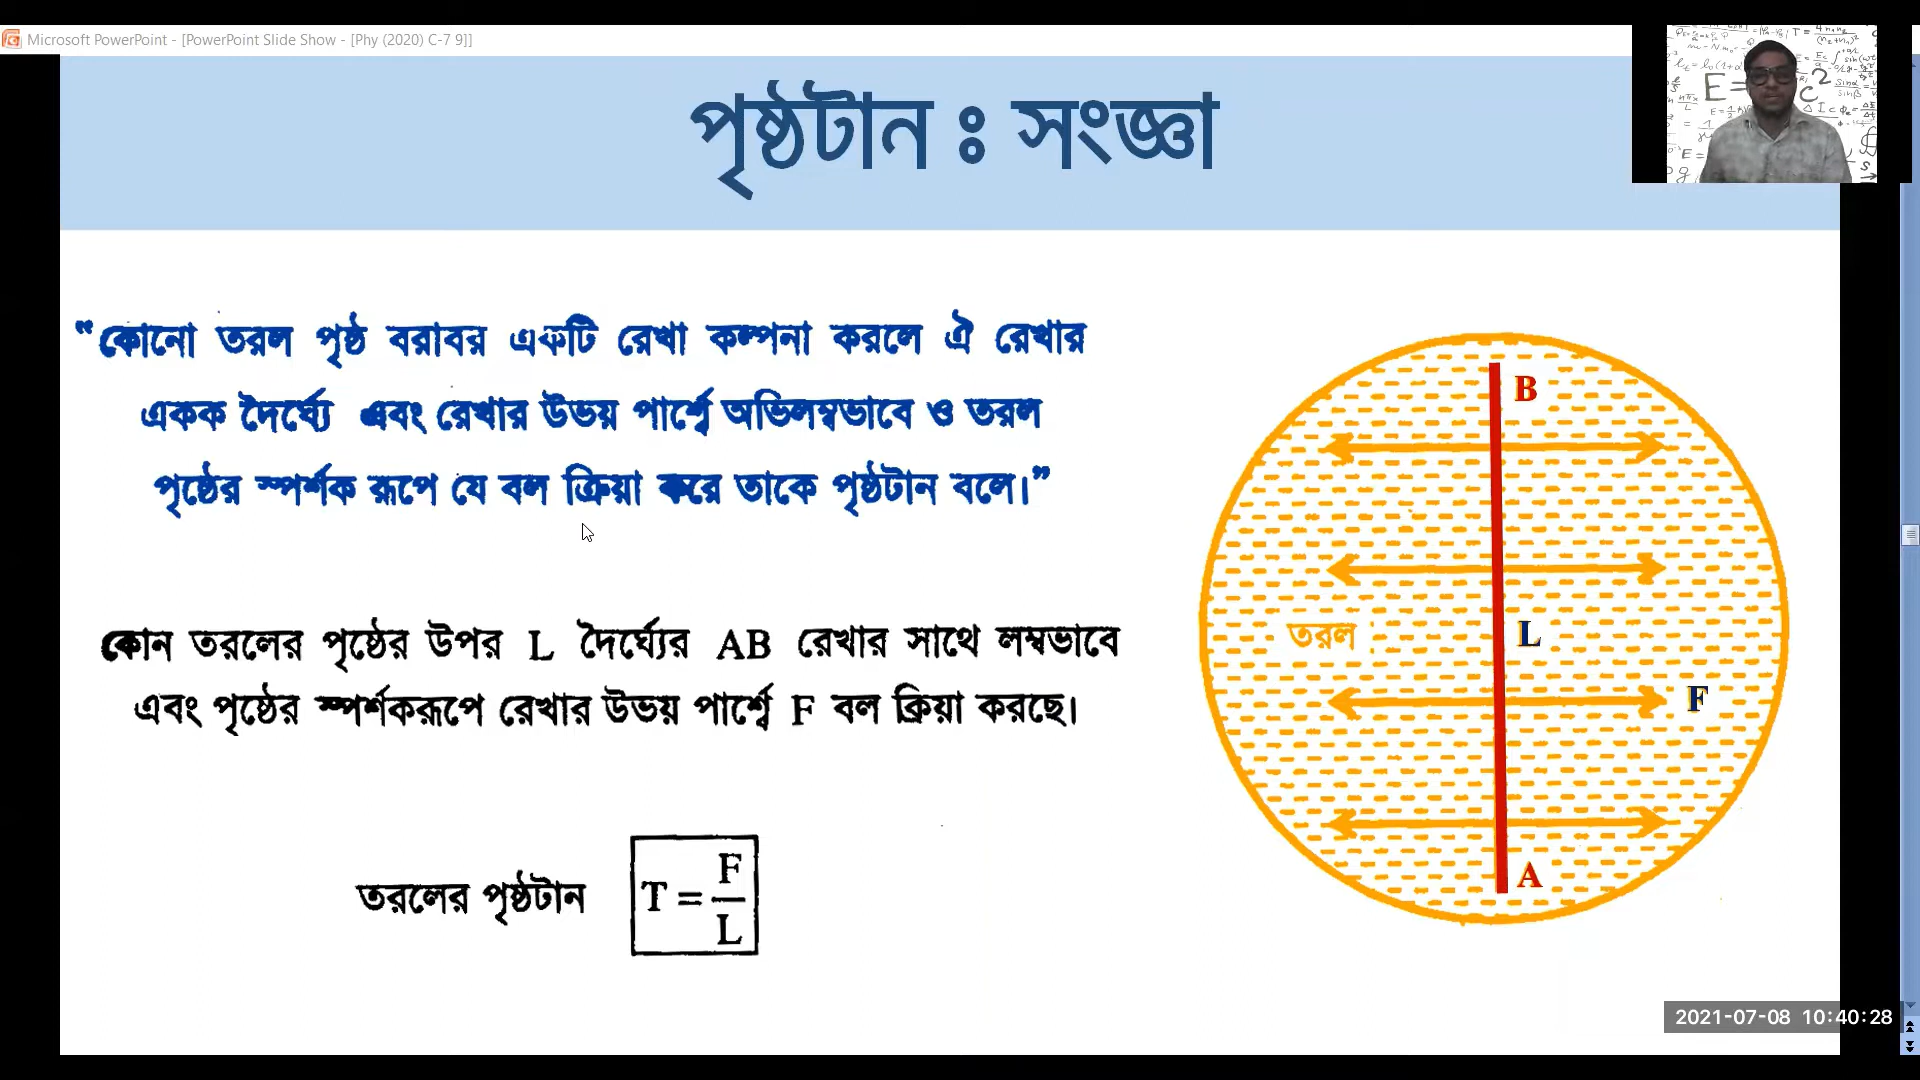 Microsoft PowerPoint - [PowerPoint Slide Show - [Phy (2020) C-7 9]]
পৃষ্ঠটান ঃ সংজ্ঞা
“কোনো তরল পৃষ্ঠ বরাবর একটি রেখা কল্পনা করলে ঐ রেখার
একক দৈর্ঘ্যে এবং রেখার উভয় পার্শ্বে অভিলম্বভাবে ও তরল
পৃষ্ঠের স্পর্শক রূপে যে বল ক্রিয়া করে তাকে পৃষ্ঠটান বলে।”
কোন তরলের পৃষ্ঠের উপর L দৈর্ঘ্যের AB রেখার সাথে লম্বভাবে
এবং পৃষ্ঠের স্পর্শকরূপে রেখার উভয় পার্শ্বে F বল ক্রিয়া করছে।
তরলের পৃষ্ঠটান T = F/L
B
তরল L
F
A
2021-07-08 10:40:28